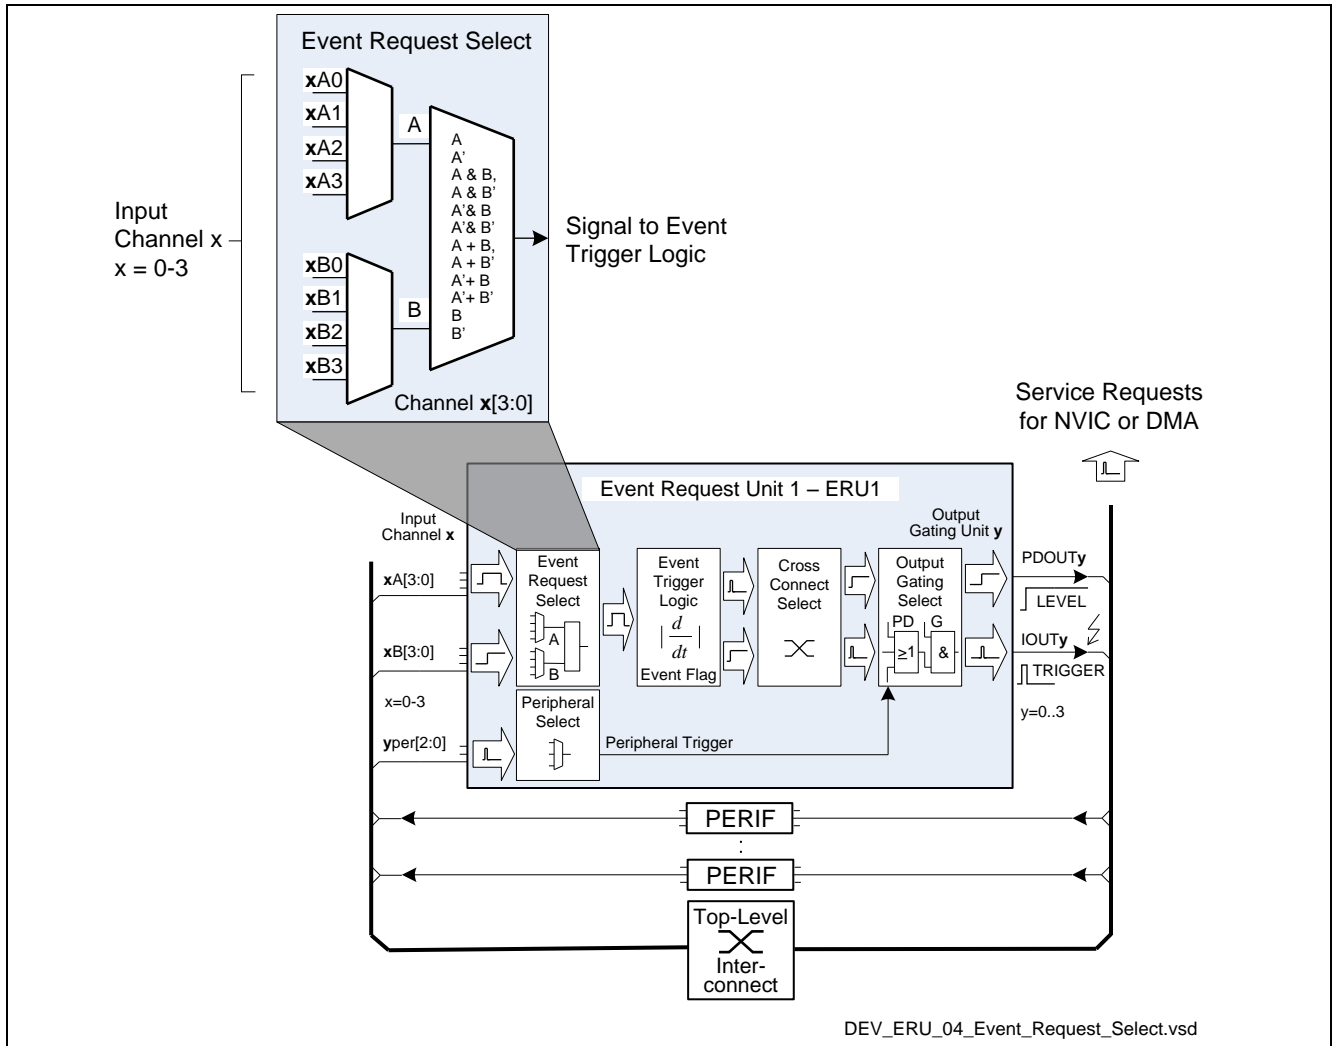 Event Request Select
xA0
xA1
xA2
xA3
A
xB0
xB1
xB2
xB3
B
A
A'
A & B,
A & B'
A'& B
A'& B'
A + B,
A + B'
A'+ B
A'+ B'
B
B'
Channel x[3:0]
Input
Channel x
x = 0-3
Signal to Event
Trigger Logic
Service Requests
for NVIC or DMA
Event Request Unit 1 – ERU1
Input
Channel x
Output
Gating Unit y
xA[3:0]
xB[3:0]
x=0-3
yper[2:0]
Event
Request
Select
A
B
Event
Trigger
Logic
| d
dt |
Event Flag
Cross
Connect
Select
Output
Gating
Select
PD G
≥1 &
Peripheral
Select
Peripheral Trigger
PDOUTy
LEVEL
IOUTy
TRIGGER
y=0..3
PERIF
:
PERIF
Top-Level
Inter-
connect
DEV_ERU_04_Event_Request_Select.vsd